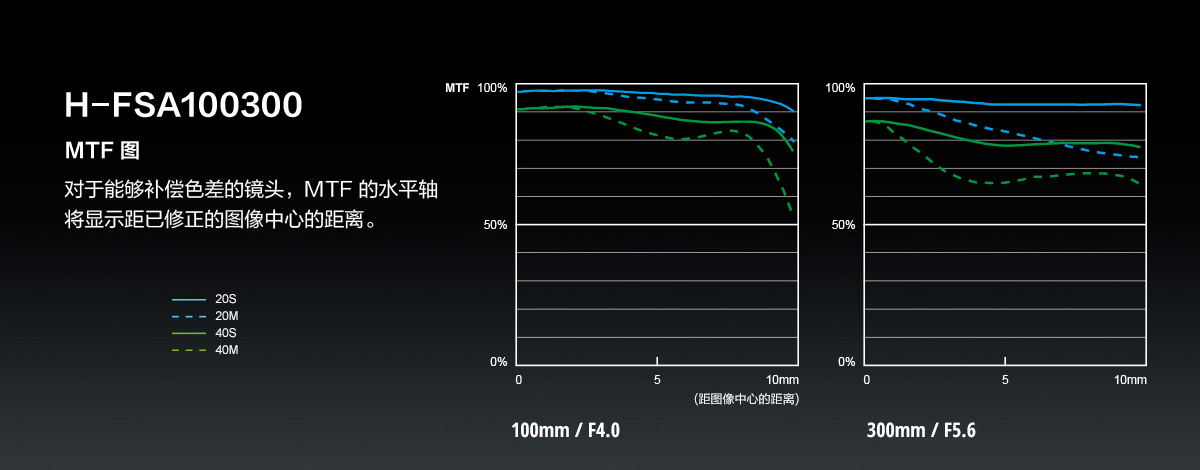 H-FSA100300
MTF 图
对于能够补偿色差的镜头，MTF 的水平轴
将显示距已修正的图像中心的距离。
20S
20M
40S
40M
MTF 100%
50%
0%
0 5 10mm
(距图像中心的距离)
100mm / F4.0
100%
50%
0%
0 5 10mm
300mm / F5.6